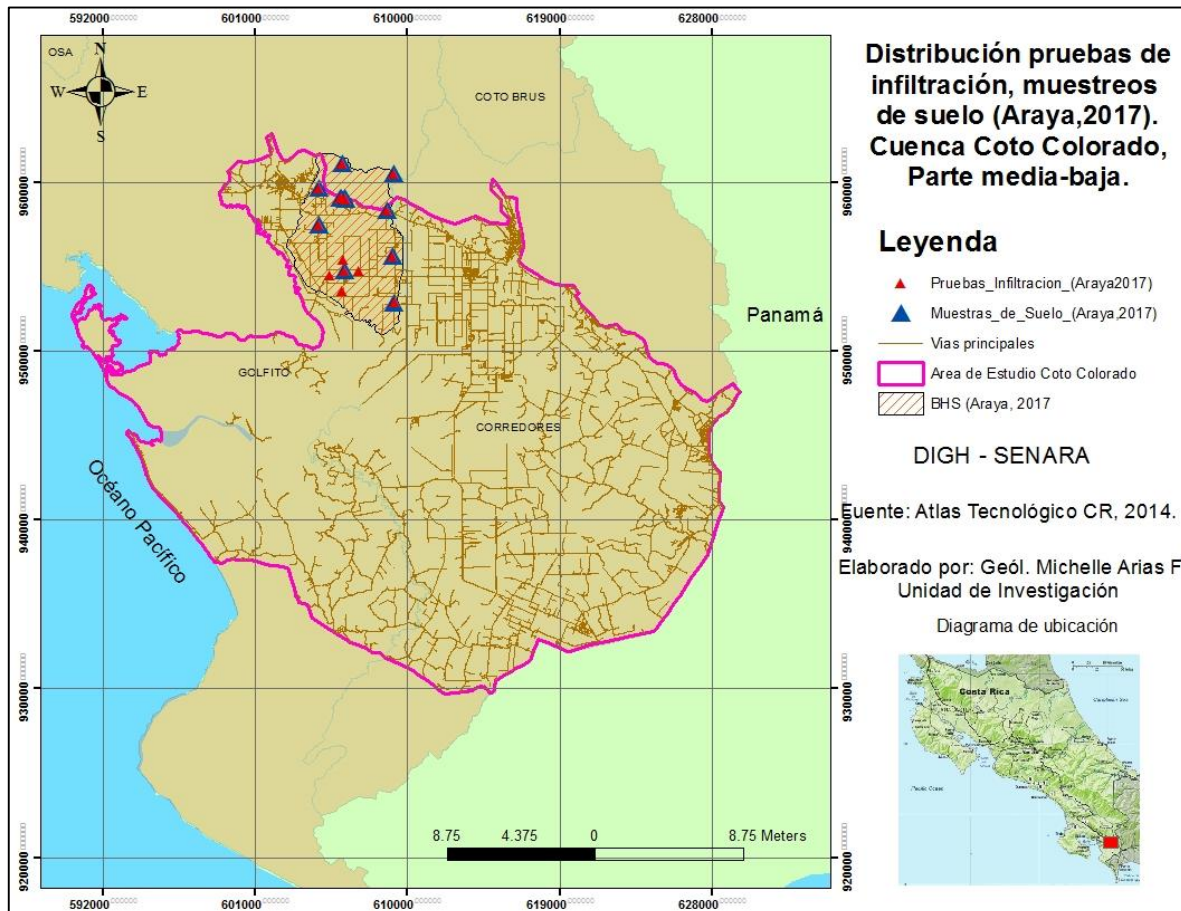 592000
601000
610000
619000
628000
OSA
N
W
E
S
COTO BRUS
960000
960000
Panamá
950000
950000
GOLFITO
CORREDORES
Océano Pacífico
940000
940000
930000
930000
8.75
4.375
0
8.75 Meters
920000
920000
592000
601000
610000
619000
628000
Distribución pruebas de
infiltración, muestreos
de suelo (Araya,2017).
Cuenca Coto Colorado,
Parte media-baja.
Leyenda
Pruebas_Infiltracion_(Araya2017)
Muestras_de_Suelo_(Araya,2017)
Vias principales
Area de Estudio Coto Colorado
BHS (Araya, 2017
DIGH - SENARA
Fuente: Atlas Tecnológico CR, 2014.
Elaborado por: Geól. Michelle Arias F
Unidad de Investigación
Diagrama de ubicación
Costa Rica